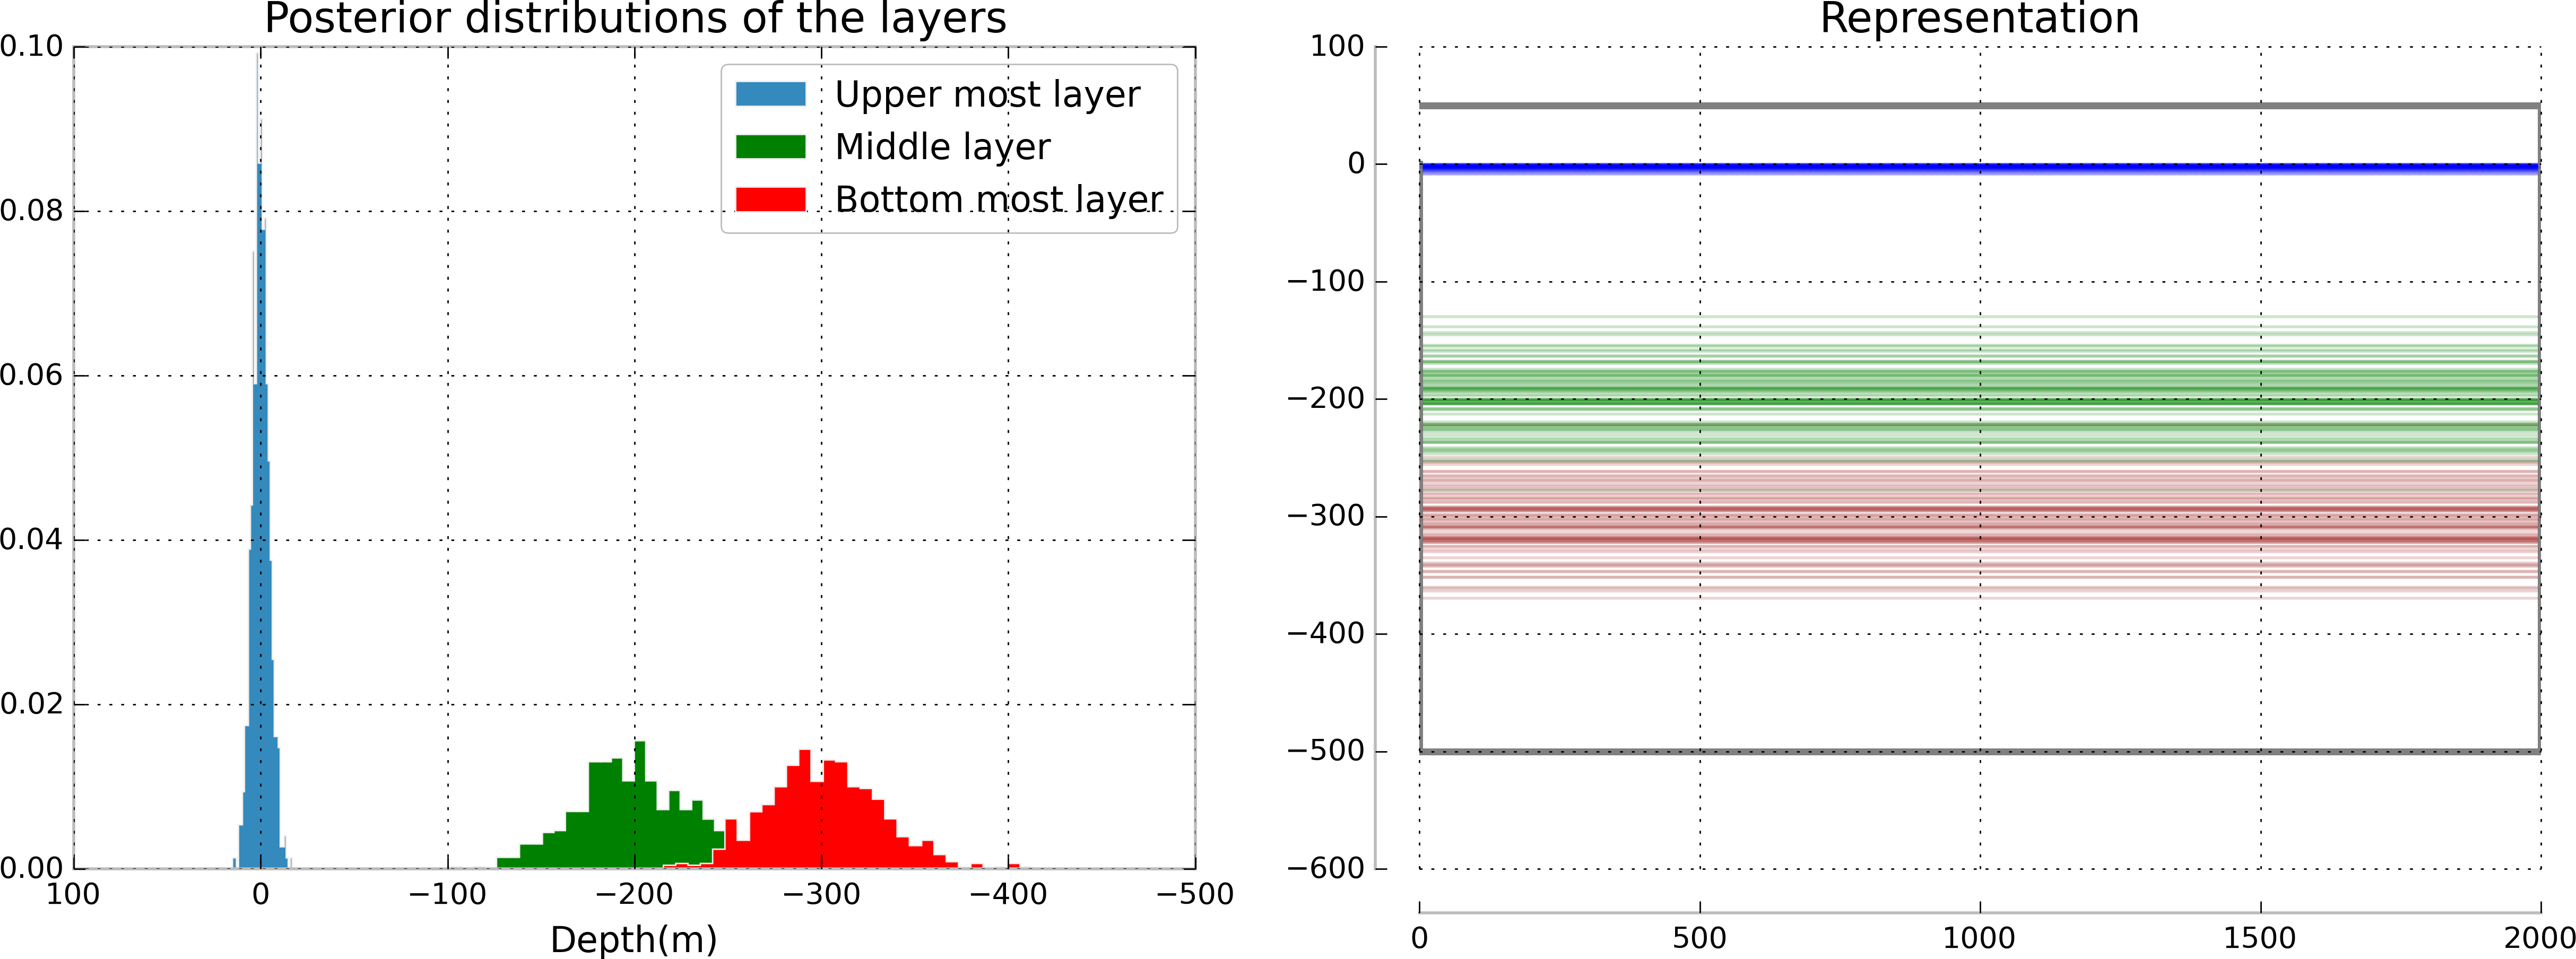 Posterior distributions of the layers
0.10
0.08
0.06
0.04
0.02
0.00
100 0 −100 −200 −300 −400 −500
Depth(m)
Upper most layer
Middle layer
Bottom most layer
Representation
100
0
−100
−200
−300
−400
−500
−600
0 500 1000 1500 2000